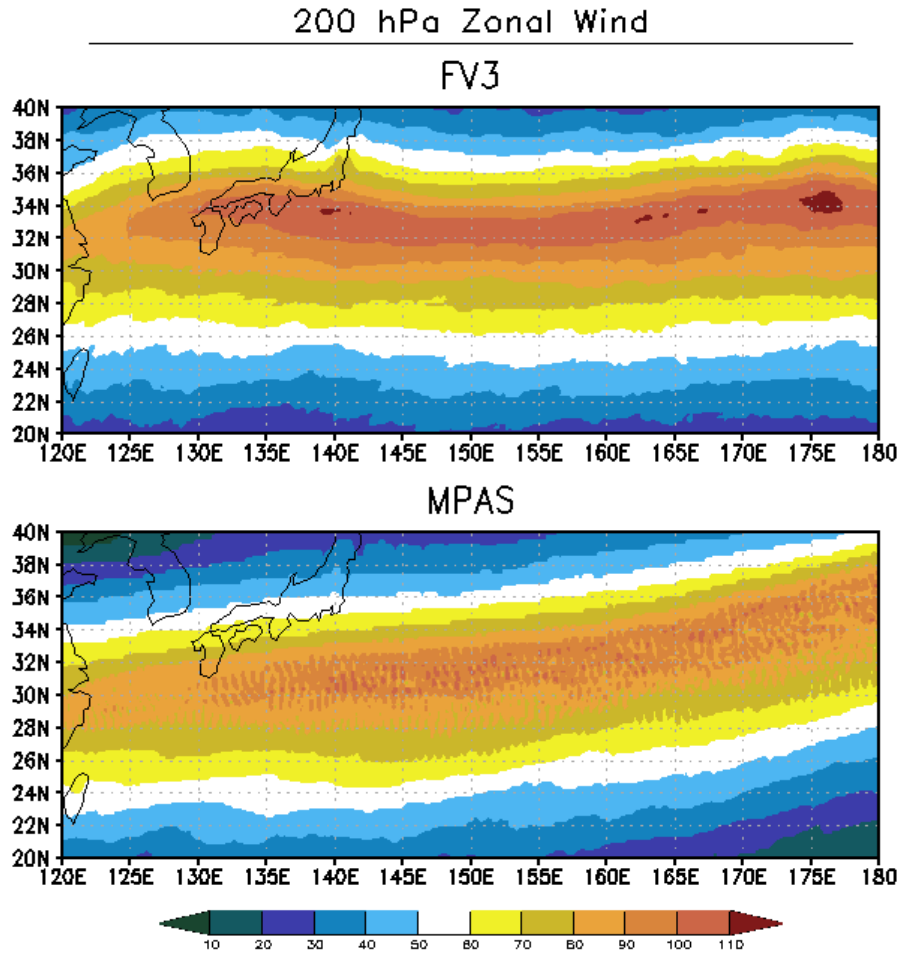 200 hPa Zonal Wind
FV3
40N
38N
36N
34N
32N
30N
28N
26N
24N
22N
20N
120E 125E 130E 135E 140E 145E 150E 155E 160E 165E 170E 175E 180
MPAS
40N
38N
36N
34N
32N
30N
28N
26N
24N
22N
20N
120E 125E 130E 135E 140E 145E 150E 155E 160E 165E 170E 175E 180
10 20 30 40 50 60 70 80 90 100 110